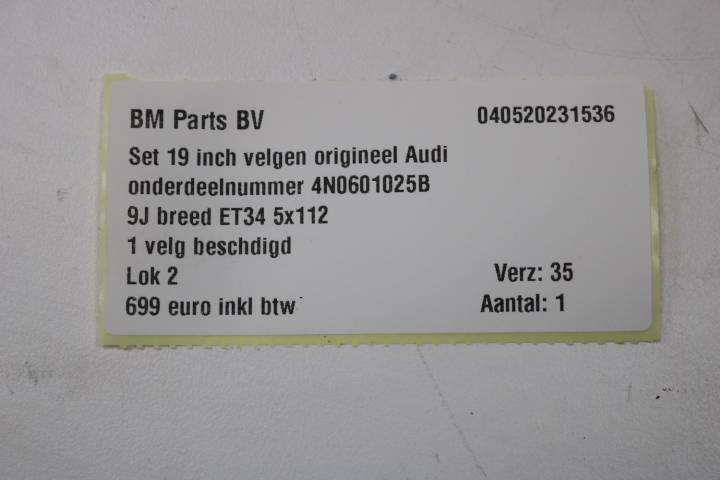 BM Parts BV 040520231536
Set 19 inch velgen origineel Audi
onderdeelnummer 4N0601025B
9J breed ET34 5x112
1 velg beschdigd
Lok 2 Verz: 35
699 euro inkl btw Aantal: 1